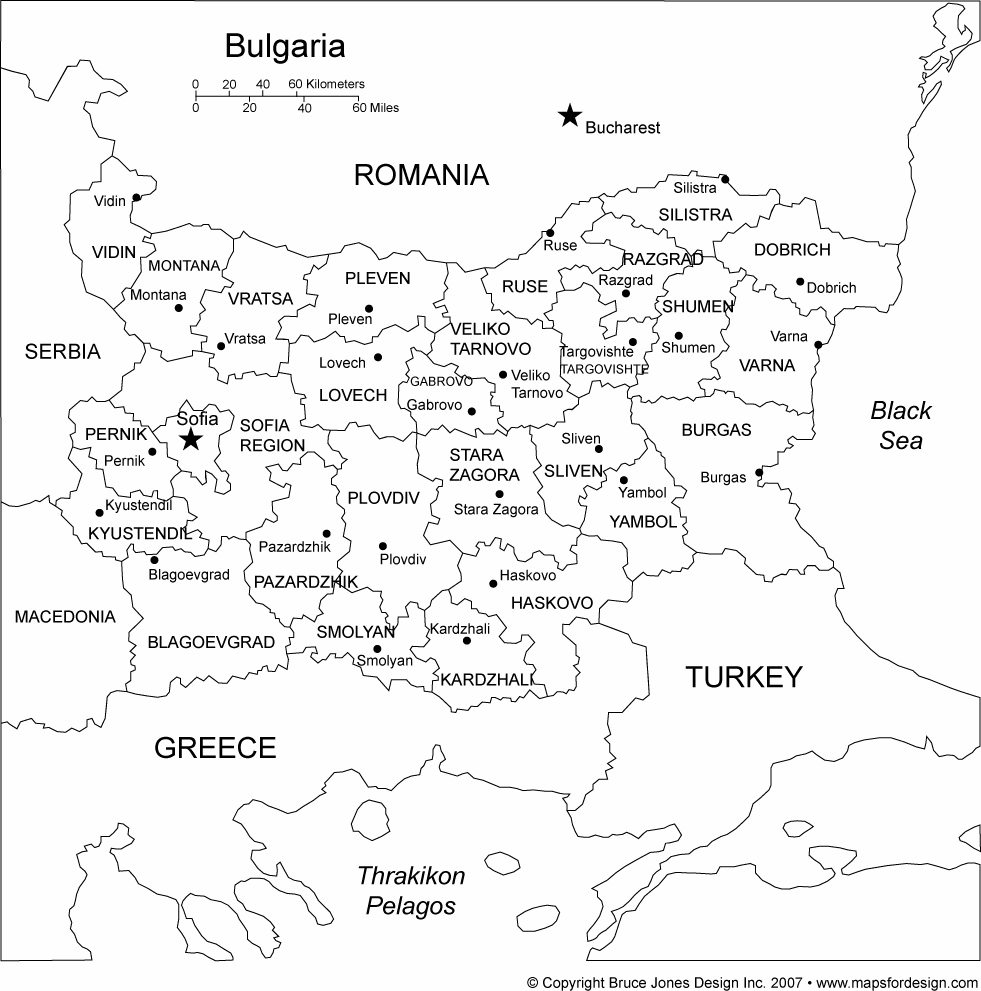 Bulgaria
0 20 40 60 Kilometers
0 20 40 60 Miles
Bucharest
ROMANIA
Silistra
SILISTRA
Vidin
VIDIN
Ruse
RUSE
RAZGRAD
Razgrad
DOBRICH
Dobrich
MONTANA
Montana
VRATSA
Vratsa
PLEVEN
Pleven
SHUMEN
Shumen
VELIKO
TARNOVO
Veliko
Tarnovo
Targovishte
TARGOVISHTE
Varna
VARNA
SERBIA
Lovech
LOVECH
GABROVO
Gabrovo
Black
Sea
Sofia
SOFIA
REGION
PERNIK
Pernik
BURGAS
Burgas
STARA
ZAGORA
Stara Zagora
Sliven
SLIVEN
Yambol
YAMBOL
PLOVDIV
Plovdiv
Kyustendil
KYUSTENDIL
Pazardzhik
PAZARDZHIK
Blagoevgrad
BLAGOEVGRAD
Haskovo
HASKOVO
MACEDONIA
SMOLYAN
Smolyan
Kardzhali
KARDZHALI
TURKEY
GREECE
Thrakikon
Pelagos
© Copyright Bruce Jones Design Inc. 2007 • www.mapsfordesign.com